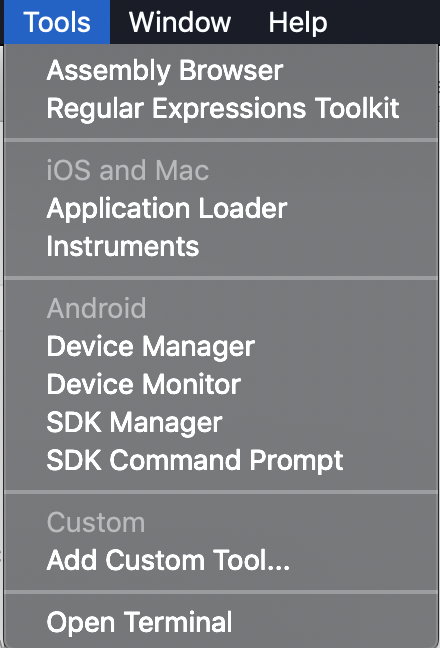 Tools Window Help
Assembly Browser
Regular Expressions Toolkit
iOS and Mac
Application Loader
Instruments
Android
Device Manager
Device Monitor
SDK Manager
SDK Command Prompt
Custom
Add Custom Tool...
Open Terminal